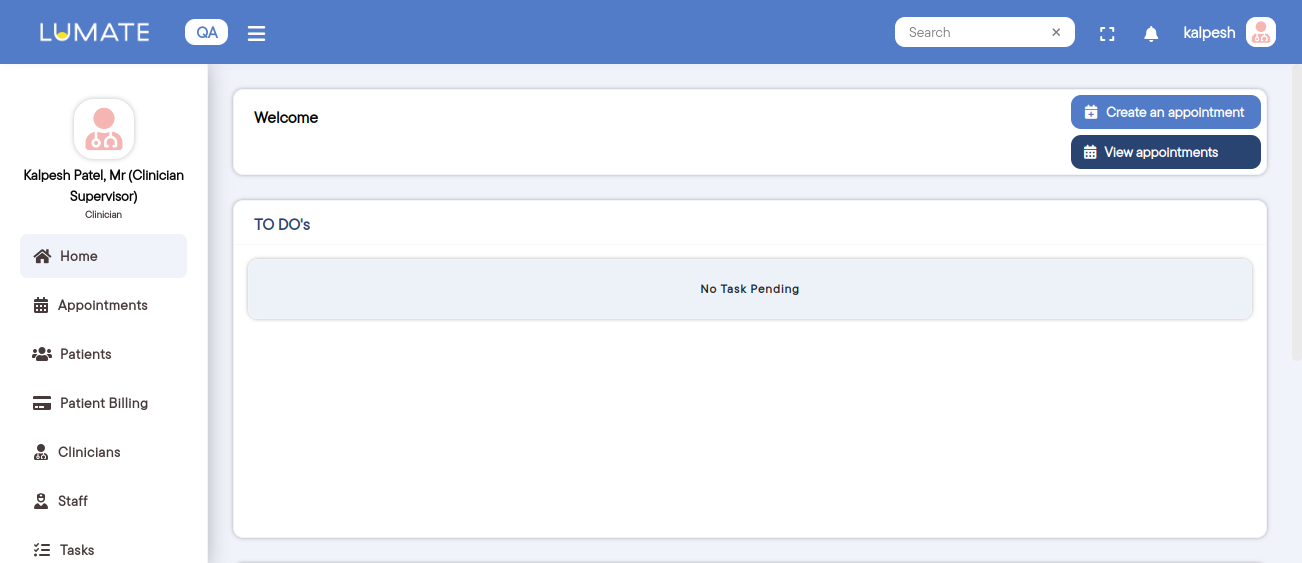 LUMATE
QA
Search
kalpesh
Kalpesh Patel, Mr (Clinician
Supervisor)
Clinician
Home
Appointments
Patients
Patient Billing
Clinicians
Staff
Tasks
Welcome
Create an appointment
View appointments
TO DO's
No Task Pending